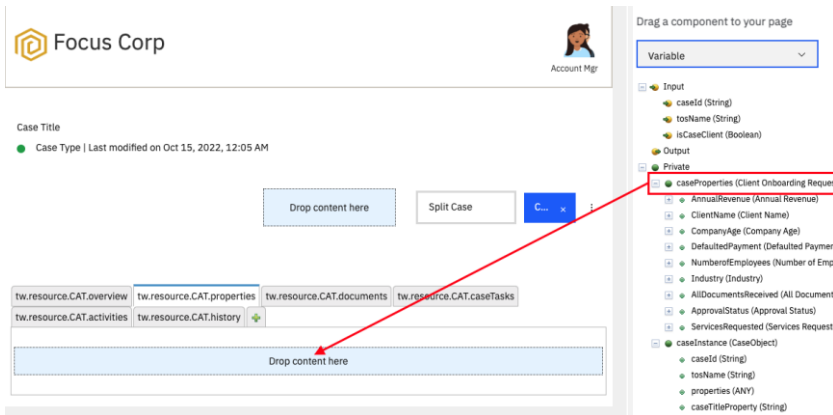 Focus Corp
Account Mgr
Case Title
Case Type | Last modified on Oct 15, 2022, 12:05 AM
Drop content here
Split Case
C... ×
tw.resource.CAT.overview
tw.resource.CAT.properties
tw.resource.CAT.documents
tw.resource.CAT.caseTasks
tw.resource.CAT.activities
tw.resource.CAT.history
Drop content here
Drag a component to your page
Variable
Input
caseId (String)
tosName (String)
isCaseClient (Boolean)
Output
Private
caseProperties (Client Onboarding Reques
AnnualRevenue (Annual Revenue)
ClientName (Client Name)
CompanyAge (Company Age)
DefaultedPayment (Defaulted Paymen
NumberofEmployees (Number of Emp
Industry (Industry)
AllDocumentsReceived (All Document
ApprovalStatus (Approval Status)
ServicesRequested (Services Request
caseInstance (CaseObject)
caseId (String)
tosName (String)
properties (ANY)
caseTitleProperty (String)